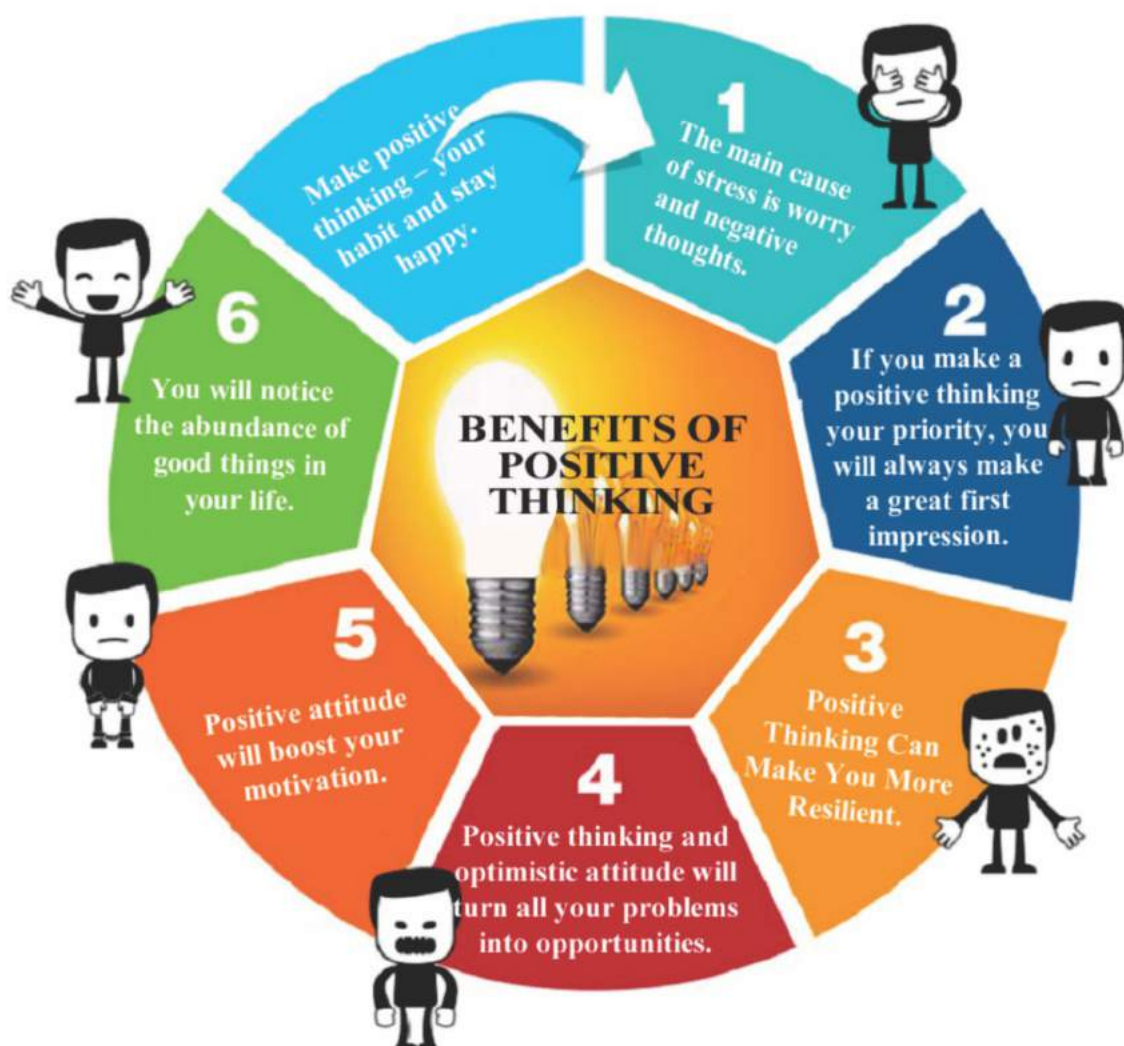 BENEFITS OF
POSITIVE
THINKING
1
The main cause
of stress is worry
and negative
thoughts.
2
If you make a
positive thinking
your priority, you
will always make
a great first
impression.
3
Positive
Thinking Can
Make You More
Resilient.
4
Positive thinking and
optimistic attitude will
turn all your problems
into opportunities.
5
Positive attitude
will boost your
motivation.
6
You will notice
the abundance of
good things in
your life.
Make positive
thinking – your
habit and stay
happy.